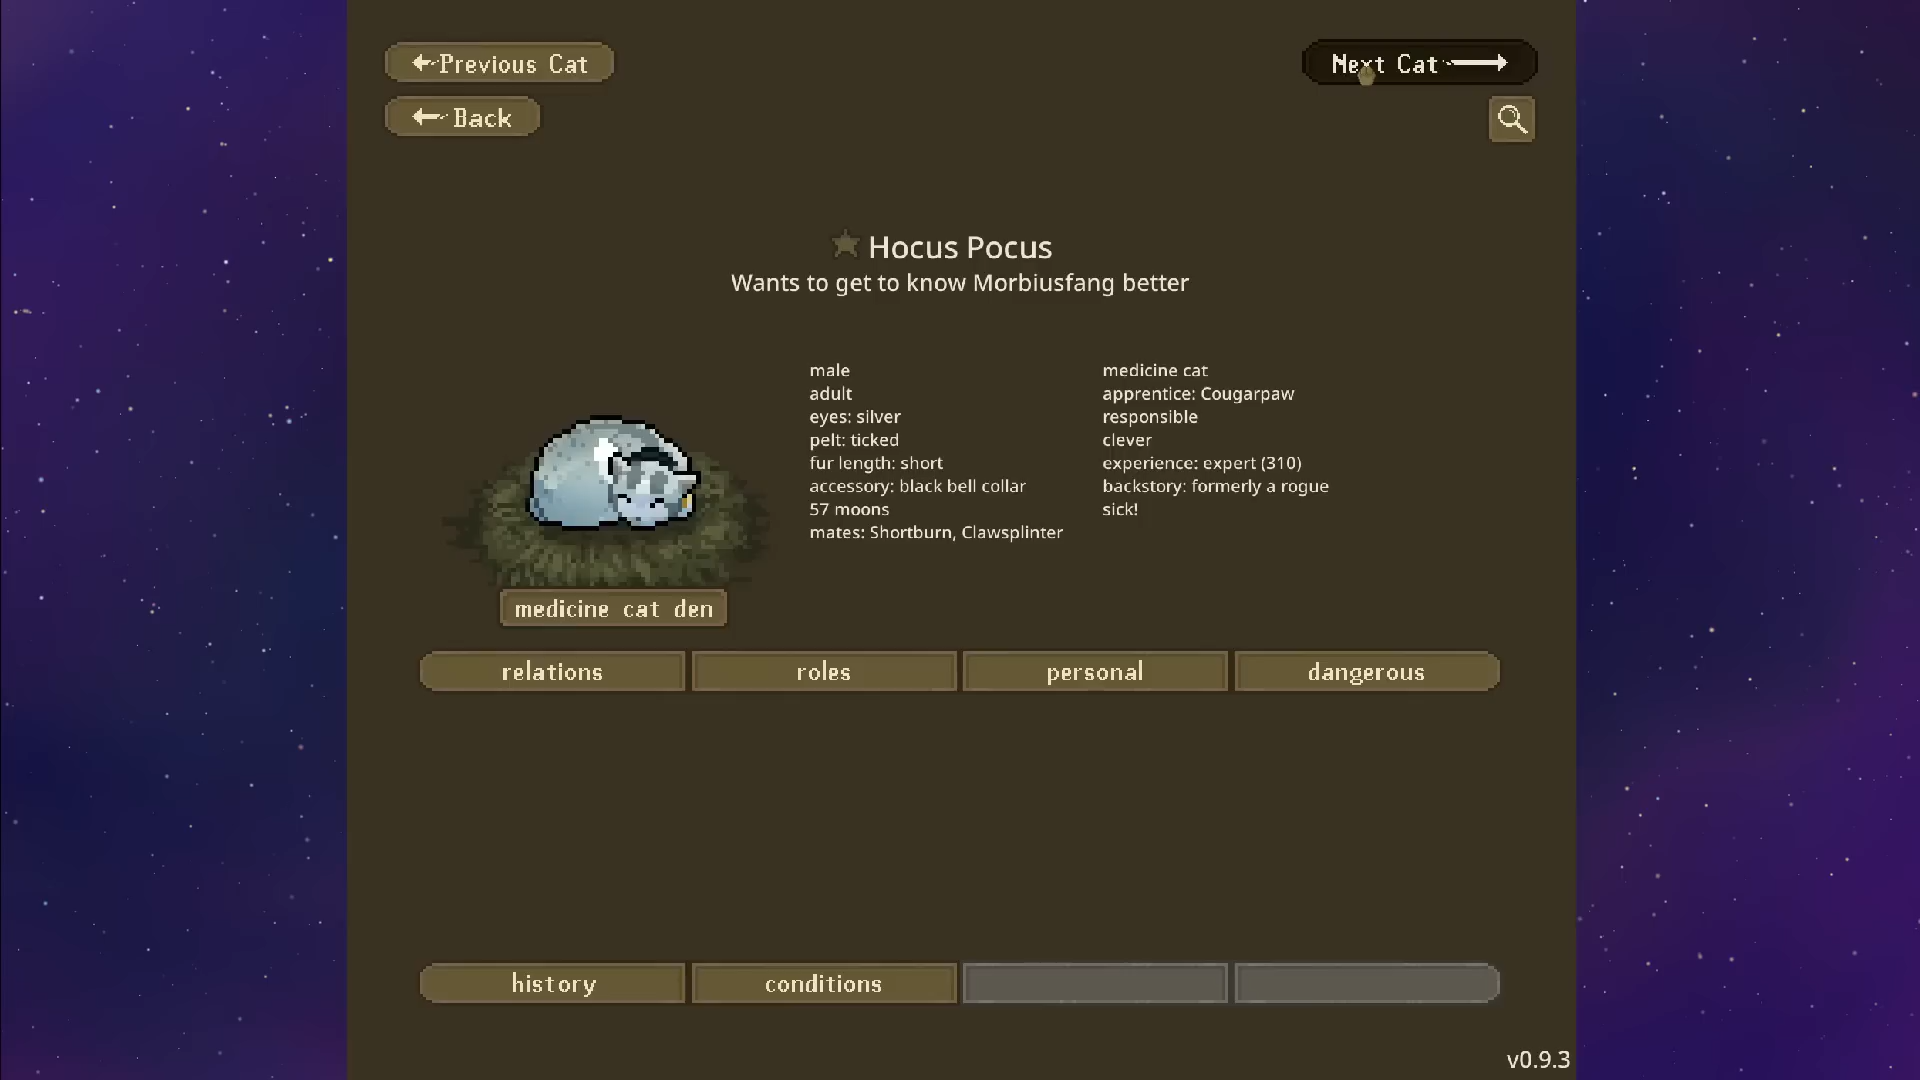 Previous Cat
Next Cat
Back
Hocus Pocus
Wants to get to know Morbiusfang better
male
adult
eyes: silver
pelt: ticked
fur length: short
accessory: black bell collar
57 moons
mates: Shortburn, Clawsplinter
medicine cat
apprentice: Cougarpaw
responsible
clever
experience: expert (310)
backstory: formerly a rogue
sick!
medicine cat den
relations
roles
personal
dangerous
history
conditions
v0.9.3